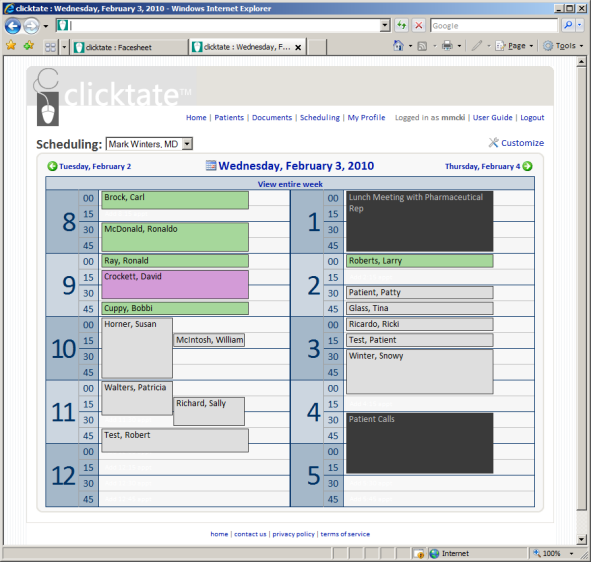 clicktate : Wednesday, February 3, 2010 - Windows Internet Explorer
Google
clicktate : Facesheet
clicktate : Wednesday, F...
Page
Tools
clicktate TM
Home | Patients | Documents | Scheduling | My Profile Logged in as mmcki | User Guide | Logout
Scheduling: Mark Winters, MD
Customize
Tuesday, February 2
Wednesday, February 3, 2010
Thursday, February 4
View entire week
8
00 Brock, Carl
15
30 McDonald, Ronaldo
45
9
00 Ray, Ronald
15 Crockett, David
30
45 Cuppy, Bobbi
10
00 Horner, Susan
15 McIntosh, William
30
45
11
00 Walters, Patricia
15 Richard, Sally
30
45 Test, Robert
12
00
15
30
45
1
00 Lunch Meeting with Pharmaceutical
Rep
15
30
45
2
00 Roberts, Larry
15
30 Patient, Patty
45 Glass, Tina
3
00 Ricardo, Ricki
15 Test, Patient
30 Winter, Snowy
45
4
00
15
30 Patient Calls
45
5
00
15
30
45
home | contact us | privacy policy | terms of service
Internet
100%